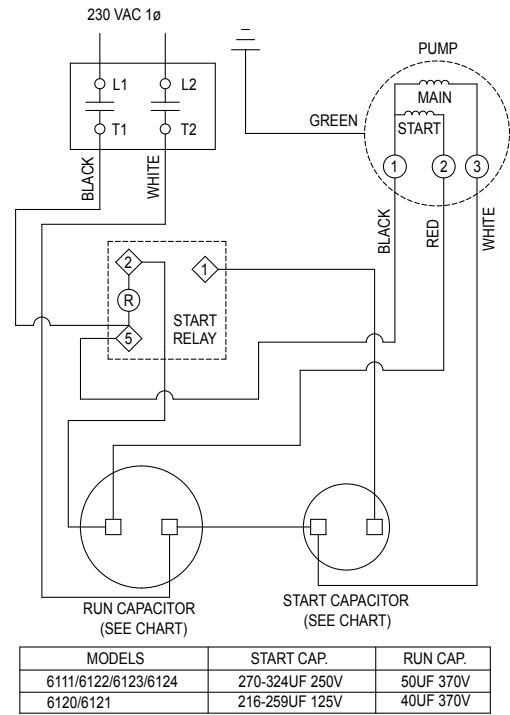 230 VAC 1ø
L1
L2
T1
T2
BLACK
WHITE
GREEN
PUMP
MAIN
START
1
2
3
BLACK
RED
WHITE
2
1
R
5
START
RELAY
RUN CAPACITOR
(SEE CHART)
START CAPACITOR
(SEE CHART)
MODELS START CAP. RUN CAP.
6111/6122/6123/6124 270-324UF 250V 50UF 370V
6120/6121 216-259UF 125V 40UF 370V